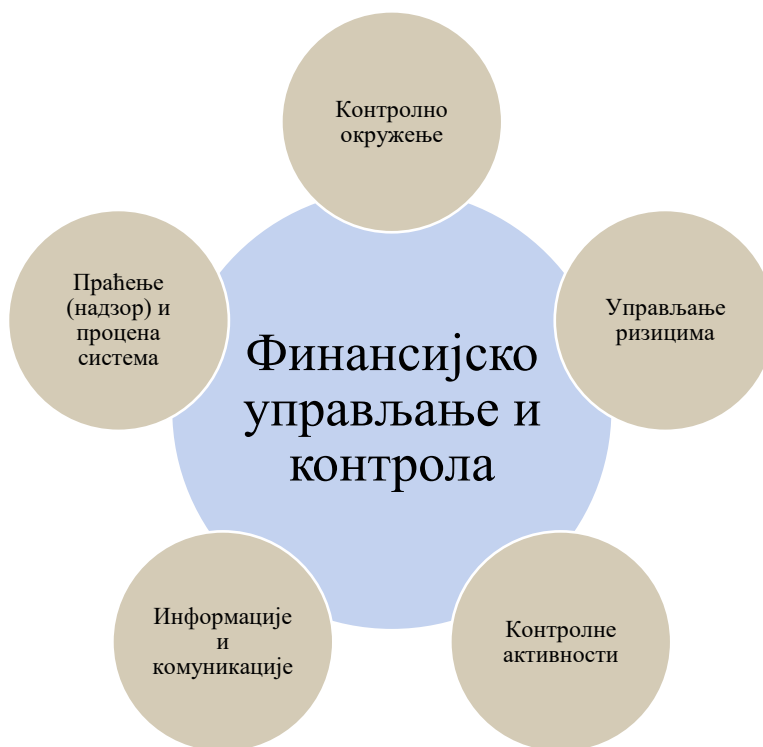 Контролно
окружење
Праћење
(надзор) и
процена
система
Управљање
ризицима
Финансијско
управљање и
контрола
Информације
и
комуникације
Контролне
активности